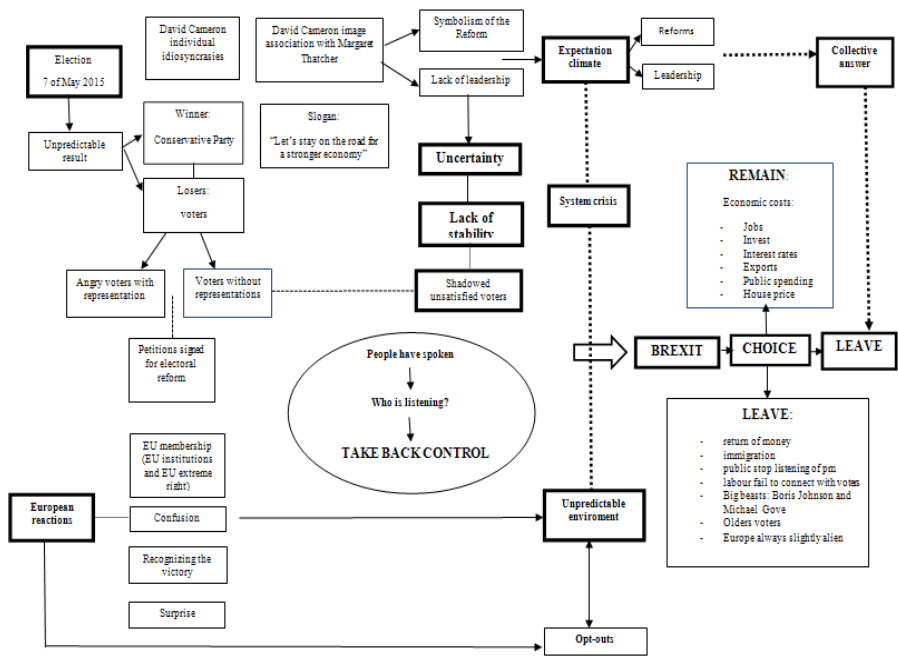 Election
7 of May 2015
David Cameron
individual
idiosyncrasies
David Cameron image
association with Margaret
Thatcher
Symbolism of the
Reform
Lack of leadership
Expectation
climate
Reforms
Leadership
Collective
answer
Unpredictable
result
Winner:
Conservative Party
Slogan:
“Let’s stay on the road for
a stronger economy”
Losers:
voters
Uncertainty
Lack of
stability
System crisis
Angry voters with
representation
Voters without
representations
Shadowed
unsatisfied voters
Petitions signed
for electoral
reform
REMAIN:
Economic costs:
- Jobs
- Invest
- Interest rates
- Exports
- Public spending
- House price
People have spoken
Who is listening?
TAKE BACK CONTROL
BREXIT
CHOICE
LEAVE
LEAVE:
- return of money
- immigration
- public stop listening of pm
- labour fail to connect with votes
- Big beasts: Boris Johnson and
Michael Gove
- Olders voters
- Europe always slightly alien
EU membership
(EU institutions
and EU extreme
right)
European
reactions
Confusion
Unpredictable
enviroment
Recognizing the
victory
Surprise
Opt-outs